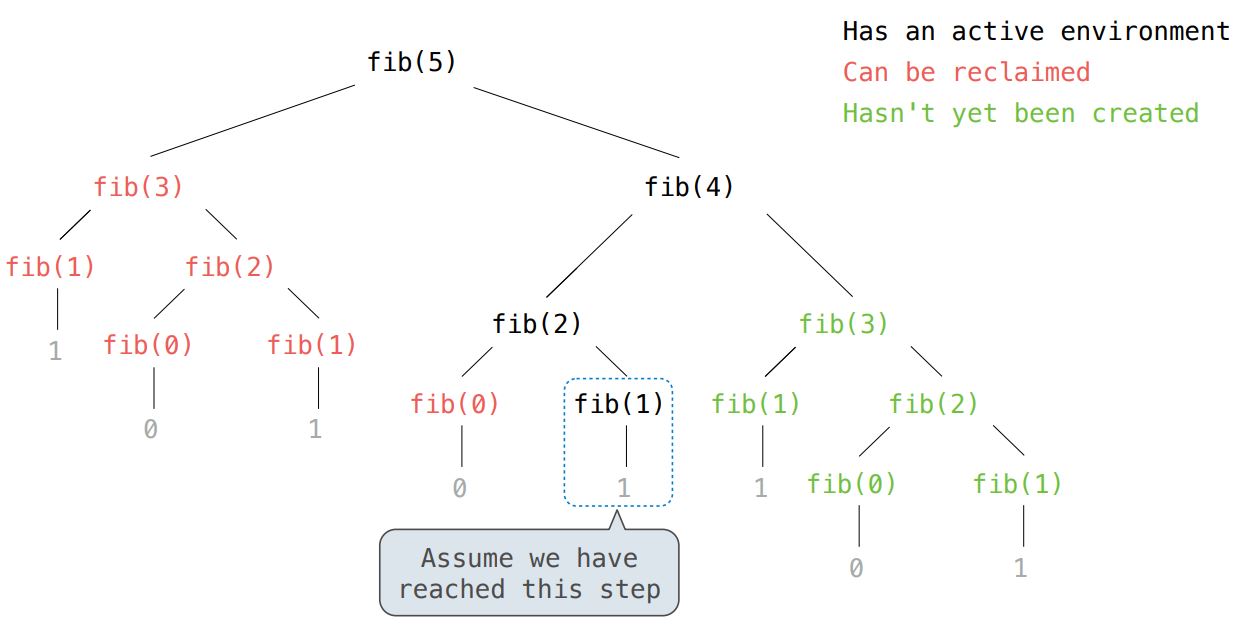 Has an active environment
fib(5)
Can be reclaimed
Hasn't yet been created
fib(3)
fib(4)
fib(1)
fib(2)
fib(2)
fib(3)
1
fib(0)
fib(1)
fib(0)
fib(1)
fib(1)
fib(2)
0
1
0
1
1
fib(0)
fib(1)
Assume we have
reached this step
0
1